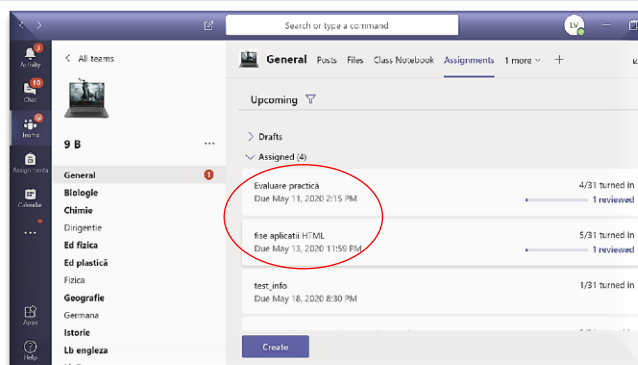 Search or type a command
LV
Activity
3
Chat
10
Teams
Assignments
Calendar
...
Apps
Help
All teams
9 B
...
General
1
Biologie
Chimie
Dirigentie
Ed fizica
Ed plastică
Fizica
Geografie
Germana
Istorie
Lb engleza
General Posts Files Class Notebook Assignments 1 more +
Upcoming
Drafts
Assigned (4)
Evaluare practică
4/31 turned in
Due May 11, 2020 2:15 PM
1 reviewed
fise aplicatii HTML
5/31 turned in
Due May 13, 2020 11:59 PM
1 reviewed
test_info
1/31 turned in
Due May 18, 2020 8:30 PM
Create